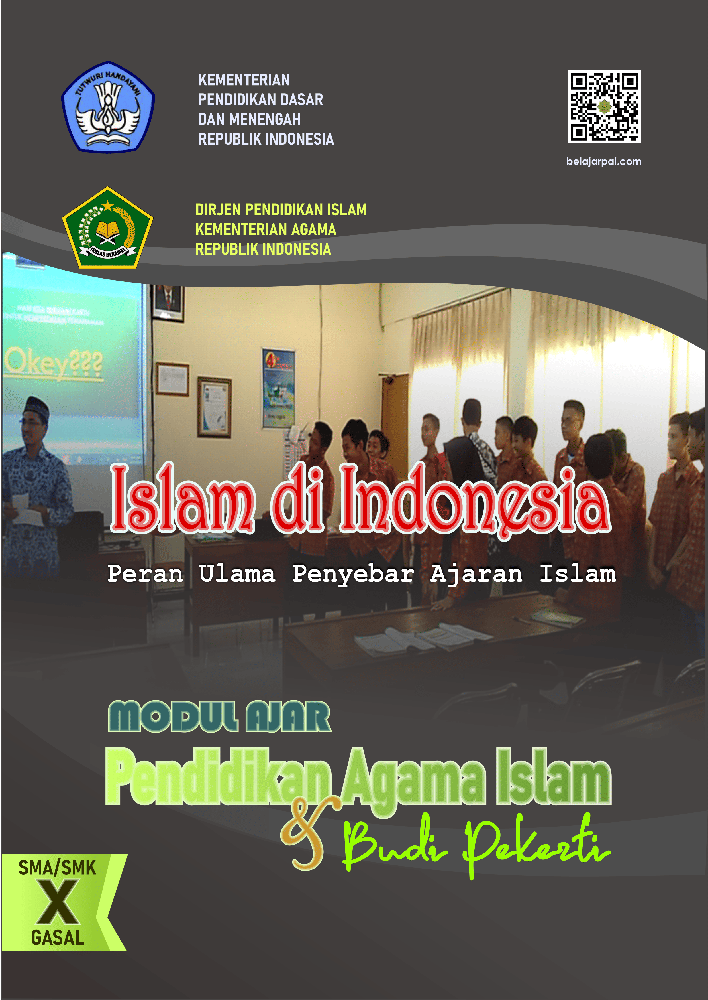 TUTWURI HANDAYANI
KEMENTERIAN
PENDIDIKAN DASAR
DAN MENENGAH
REPUBLIK INDONESIA
belajarpai.com
DIRJEN PENDIDIKAN ISLAM
KEMENTERIAN AGAMA
REPUBLIK INDONESIA
IKHLAS BERAMAL
MARI KITA BERMAIN KARTU
UNTUK MEMPERDALAM PEMAHAMAN
Okey???
4
Islam di Indonesia
Peran Ulama Penyebar Ajaran Islam
MODUL AJAR
Pendidikan Agama Islam
& Budi Pekerti
SMA/SMK
X
GASAL